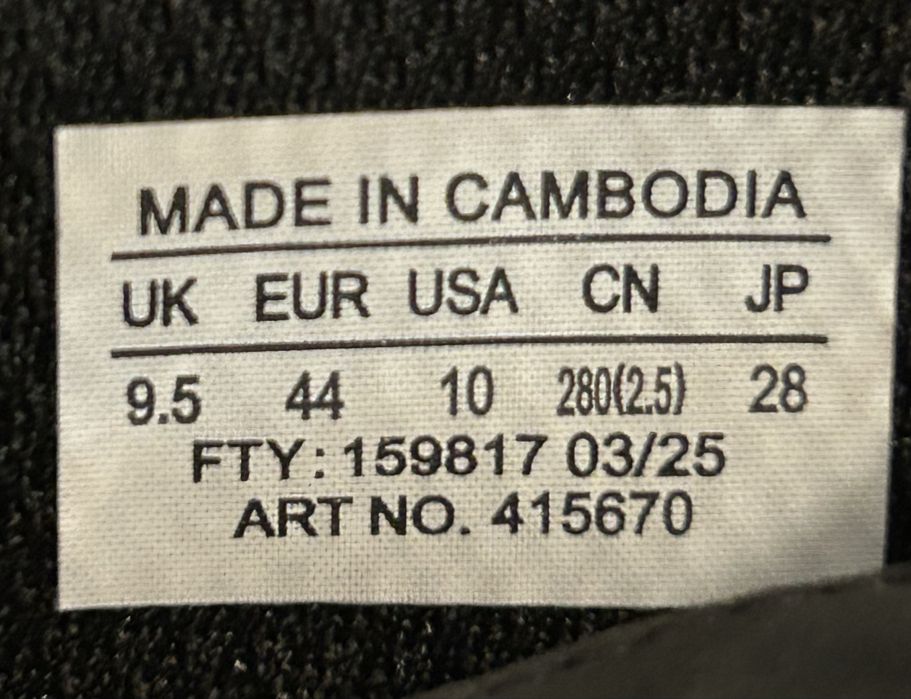 MADE IN CAMBODIA
UK EUR USA CN JP
9.5 44 10 280(2.5) 28
FTY: 159817 03/25
ART NO. 415670